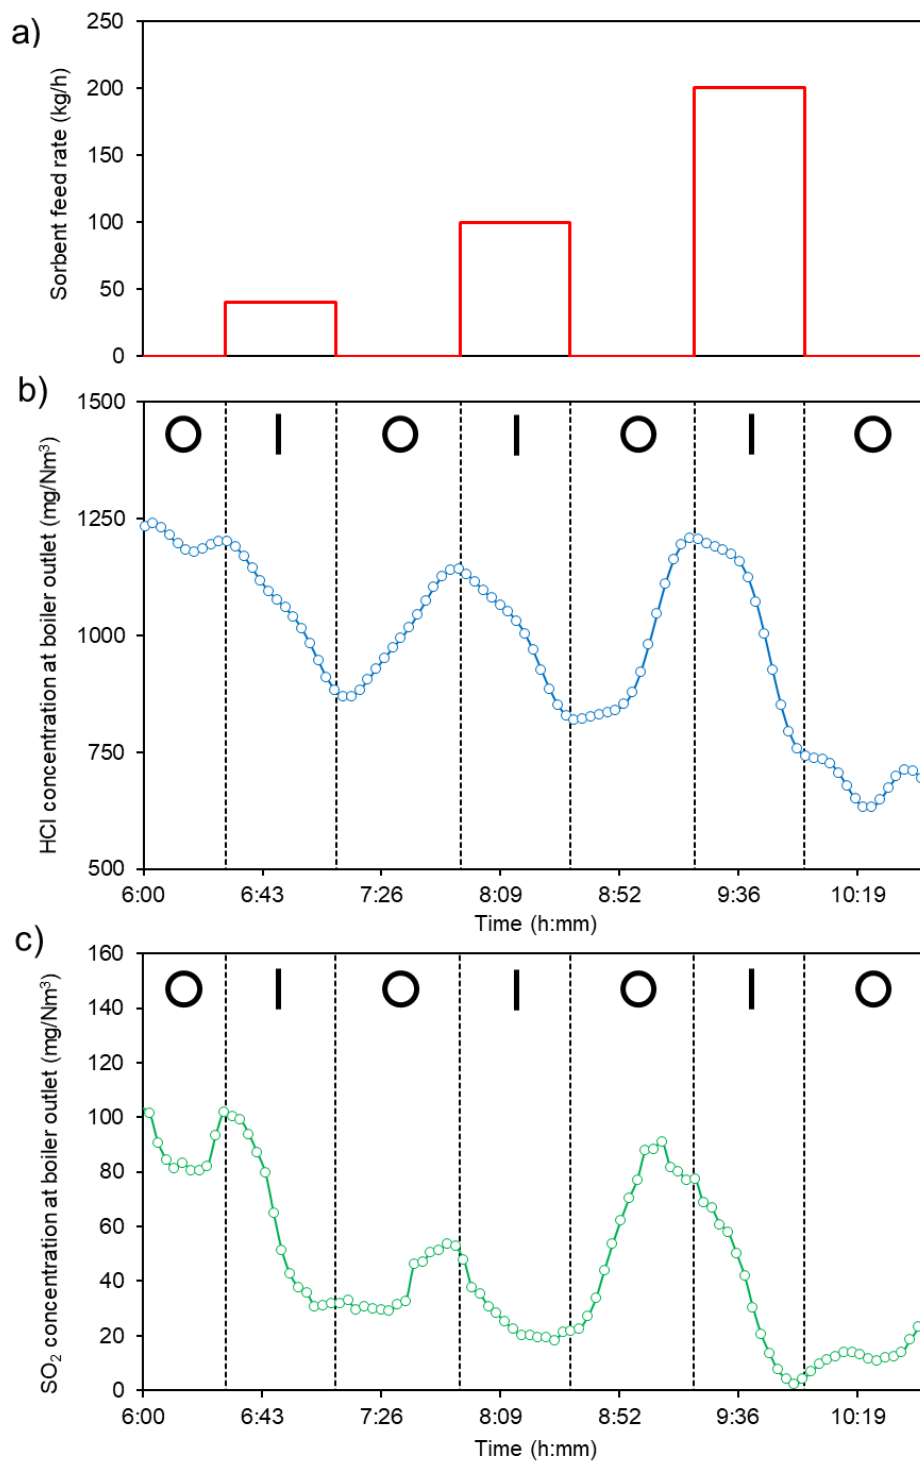 a)
Sorbent feed rate (kg/h)
250
200
150
100
50
0
b)
HCl concentration at boiler outlet (mg/Nm³)
1500
1250
1000
750
500
O I O I O I O
6:00 6:43 7:26 8:09 8:52 9:36 10:19
Time (h:mm)
c)
SO₂ concentration at boiler outlet (mg/Nm³)
160
140
120
100
80
60
40
20
0
O I O I O I O
6:00 6:43 7:26 8:09 8:52 9:36 10:19
Time (h:mm)